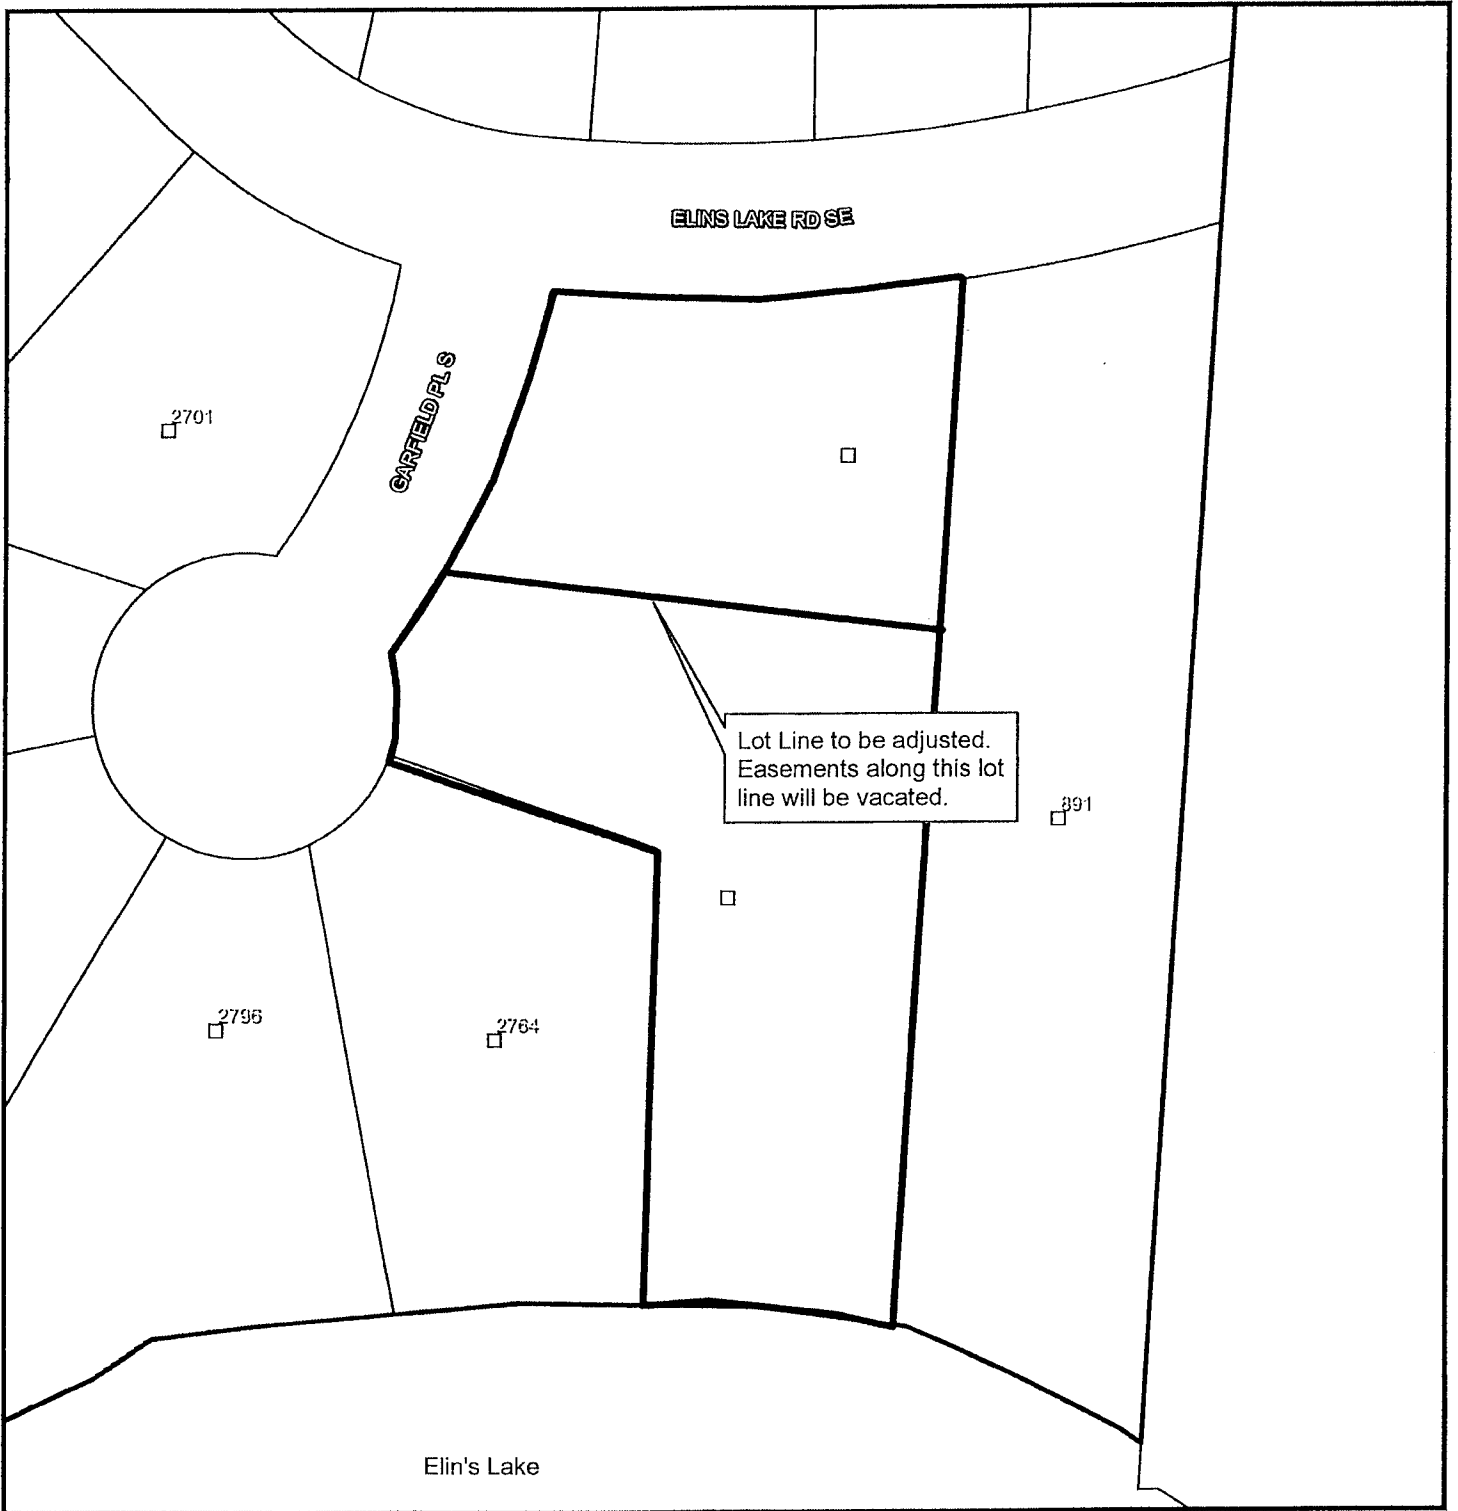 ELINS LAKE RD SE
GARFIELD PL S
2701
Lot Line to be adjusted.
Easements along this lot
line will be vacated.
891
2796
2764
Elin's Lake